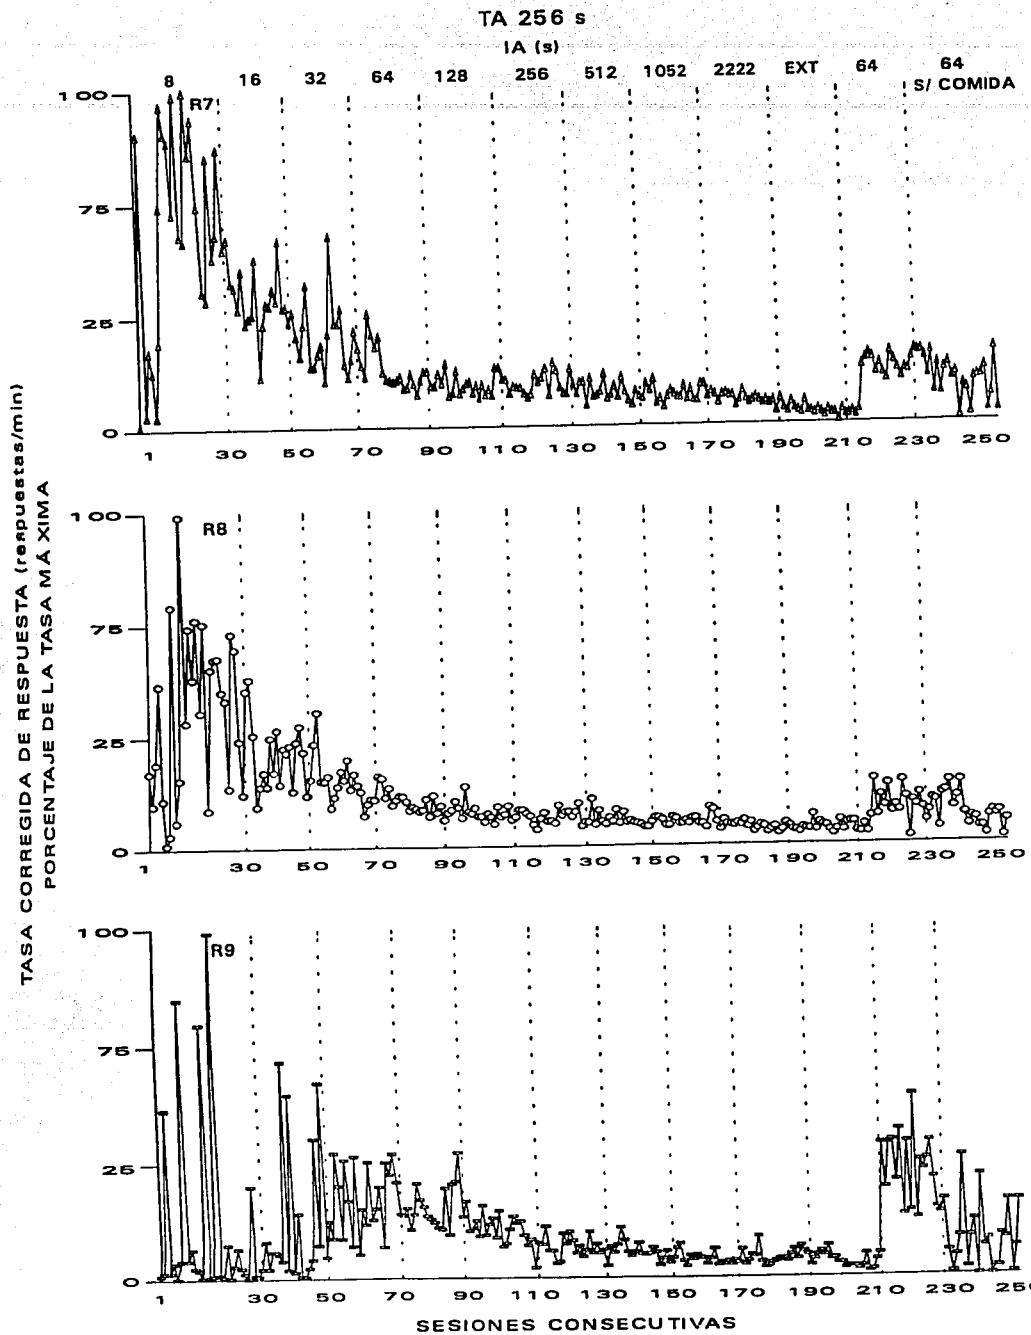 TA 256 s
IA (s)
8 16 32 64 128 256 512 1052 2222 EXT 64 64
S/ COMIDA
100
R7
75
25
0
1 30 50 70 90 110 130 150 170 190 210 230 250
TASA CORREGIDA DE RESPUESTA (respuestas/min)
PORCENTAJE DE LA TASA MÁXIMA
100
R8
75
25
0
1 30 50 70 90 110 130 150 170 190 210 230 250
100
R9
75
25
0
1 30 50 70 90 110 130 150 170 190 210 230 250
SESIONES CONSECUTIVAS